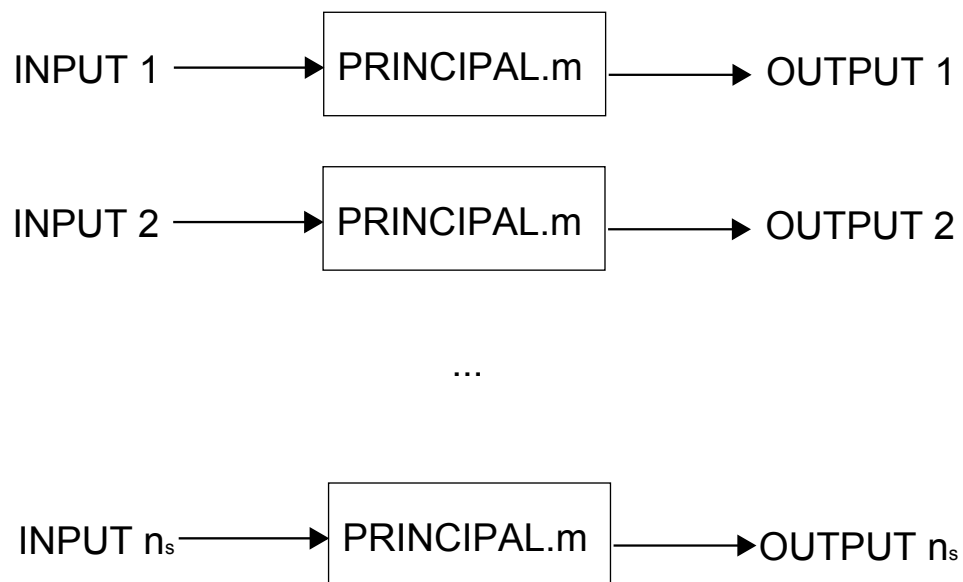 INPUT 1 PRINCIPAL.m OUTPUT 1
INPUT 2 PRINCIPAL.m OUTPUT 2
...
INPUT ns PRINCIPAL.m OUTPUT ns